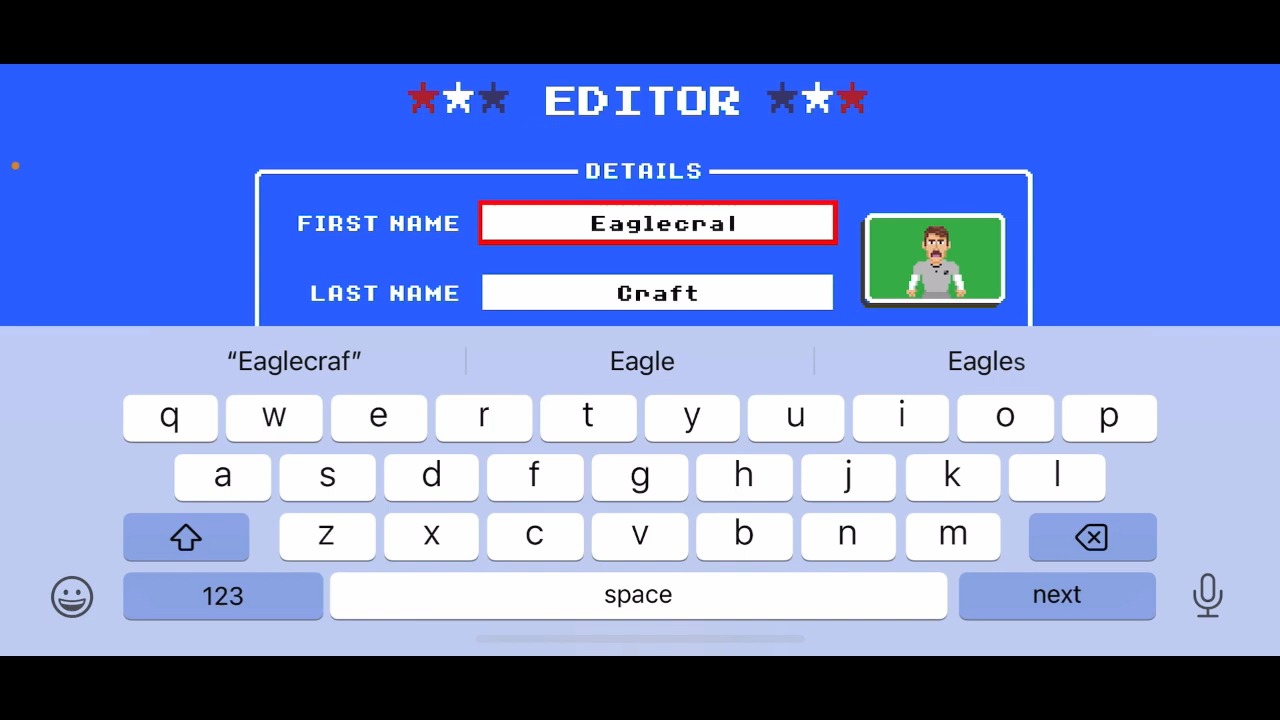 EDITOR
DETAILS
FIRST NAME Eaglecral
LAST NAME Craft
“Eaglecraf” Eagle Eagles
q w e r t y u i o p
a s d f g h j k l
z x c v b n m
123 space next